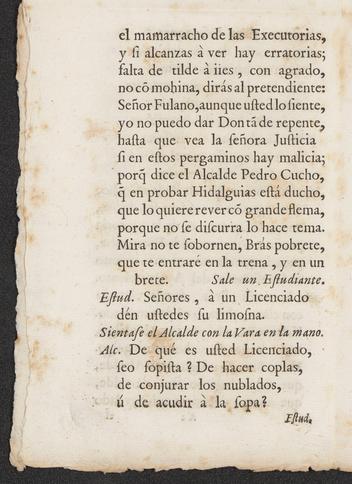 el mamarracho de las Executorias,
y ſi alcanzas à ver hay erratorias;
falta de tilde à iies, con agrado,
no cõ mohina, dirás al pretendiente:
Señor Fulano,aunque uſted lo ſiente,
yo no puedo dar Don tã de repente,
haſta que vea la ſeñora Juſticia
ſi en eſtos pergaminos hay malicia;
porq̃ dice el Alcalde Pedro Cucho,
q̃ en probar Hidalguias eſtá ducho,
que lo quiere rever cõ grande flema,
porque no ſe diſcurra lo hace tema.
Mira no te ſobornen, Brás pobrete,
que te entraré en la trena, y en un
brete. Sale un Eſtudiante.
Eſtud. Señores, à un Licenciado
dén uſtedes ſu limoſna.
Sientaſe el Alcalde con la Vara en la mano.
Alc. De qué es uſted Licenciado,
ſeo ſopiſta? De hacer coplas,
de conjurar los nublados,
ú de acudir à la ſopa?
Eſtud.